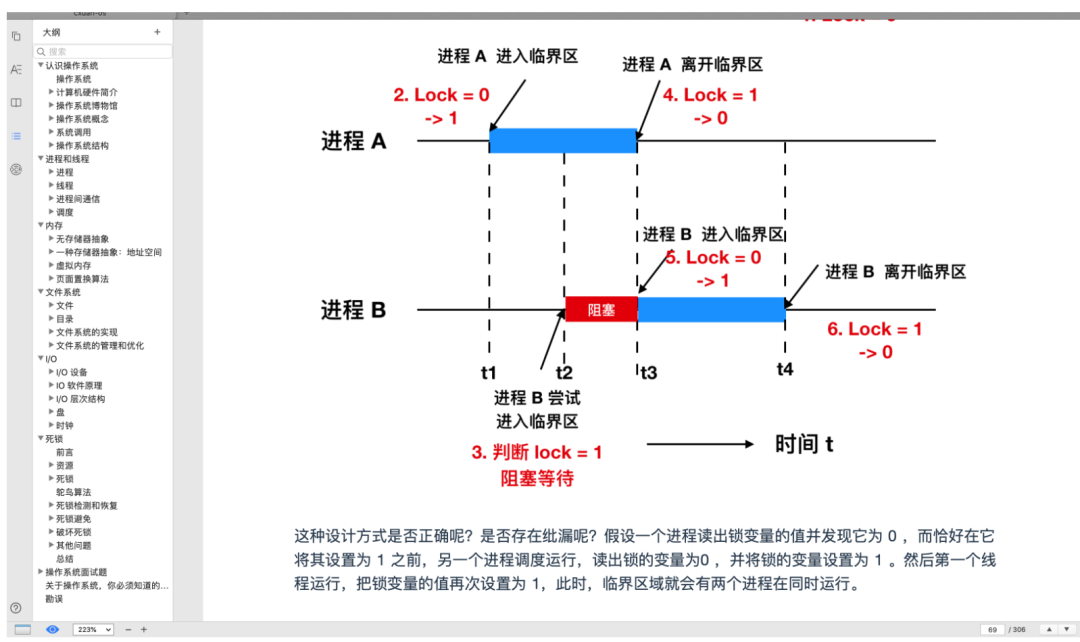 cxuan-os
大纲
+
搜索
认识操作系统
操作系统
计算机硬件简介
操作系统博物馆
操作系统概念
系统调用
操作系统结构
进程和线程
进程
线程
进程间通信
调度
内存
无存储器抽象
一种存储器抽象：地址空间
虚拟内存
页面置换算法
文件系统
文件
目录
文件系统的实现
文件系统的管理和优化
I/O
I/O 设备
IO 软件原理
I/O 层次结构
盘
时钟
死锁
前言
资源
死锁
鸵鸟算法
死锁检测和恢复
死锁避免
破坏死锁
其他问题
总结
操作系统面试题
关于操作系统，你必须知道的...
勘误
进程 A 进入临界区
进程 A 离开临界区
2. Lock = 0
-> 1
4. Lock = 1
-> 0
进程 A
进程 B 进入临界区
5. Lock = 0
-> 1
进程 B 离开临界区
进程 B
阻塞
6. Lock = 1
-> 0
t1
t2
t3
t4
进程 B 尝试
进入临界区
3. 判断 lock = 1
阻塞等待
时间 t
这种设计方式是否正确呢？是否存在纰漏呢？假设一个进程读出锁变量的值并发现它为 0 ，而恰好在它
将其设置为 1 之前，另一个进程调度运行，读出锁的变量为0 ，并将锁的变量设置为 1 。然后第一个线
程运行，把锁变量的值再次设置为 1，此时，临界区域就会有两个进程在同时运行。
223%
− +
69 / 306